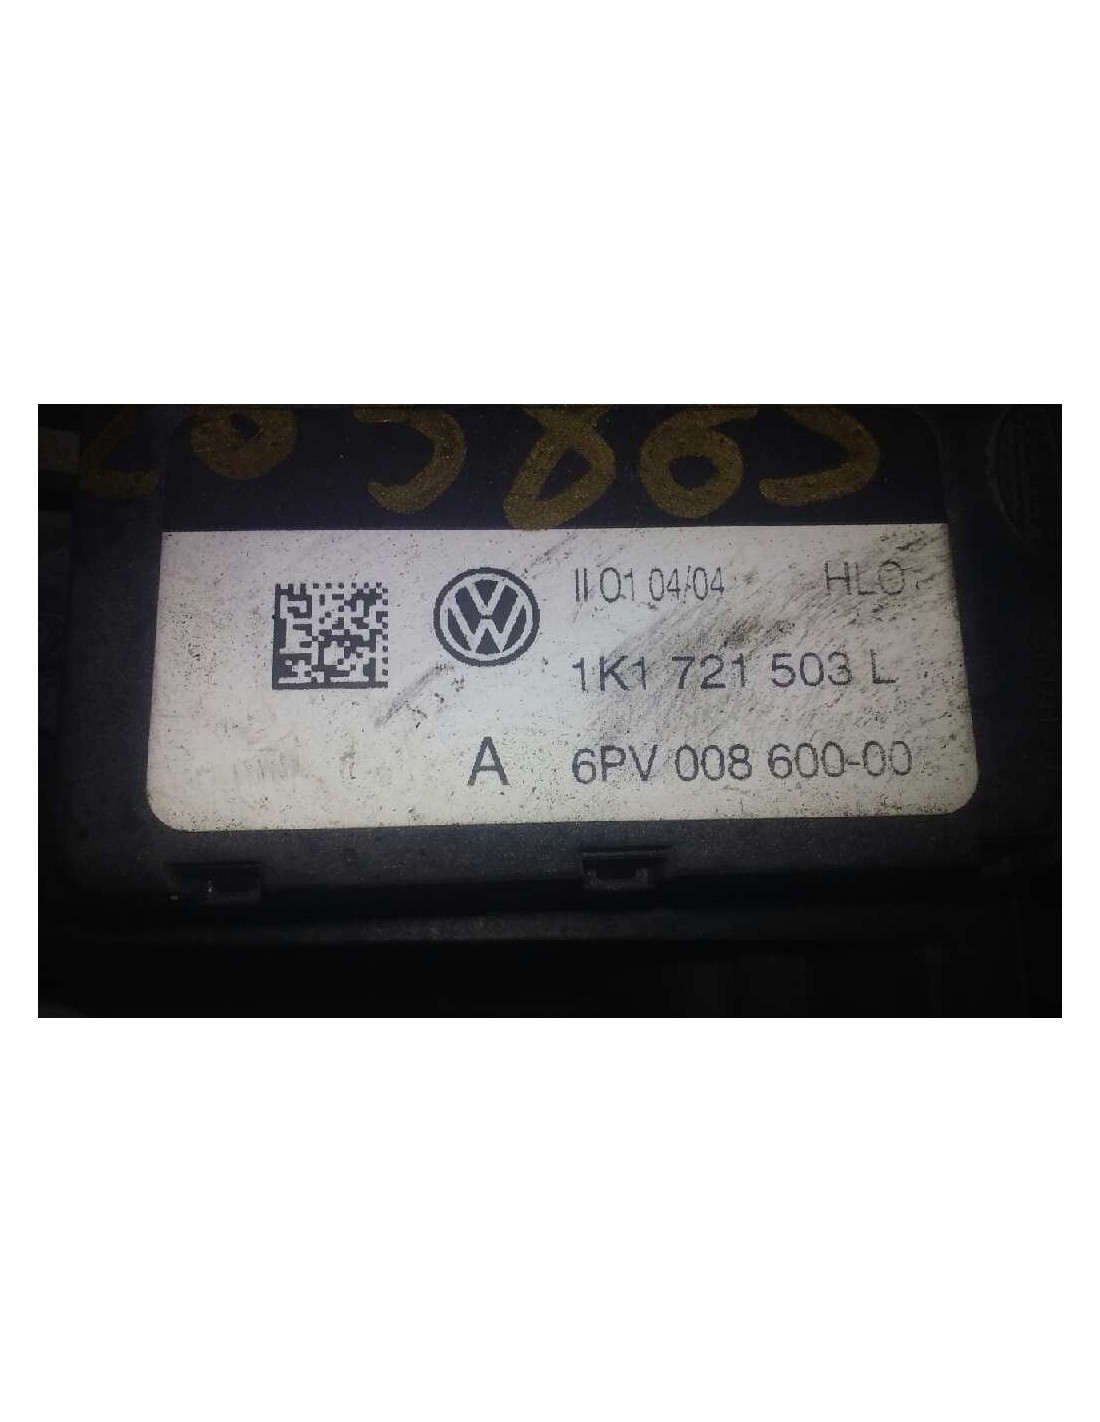 II 01 04/04 HLO
1K1 721 503 L
A 6PV 008 600-00